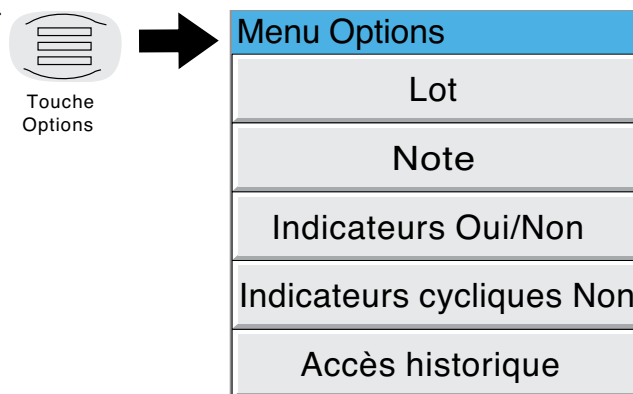 Touche
Options
Menu Options
Lot
Note
Indicateurs Oui/Non
Indicateurs cycliques Non
Accès historique